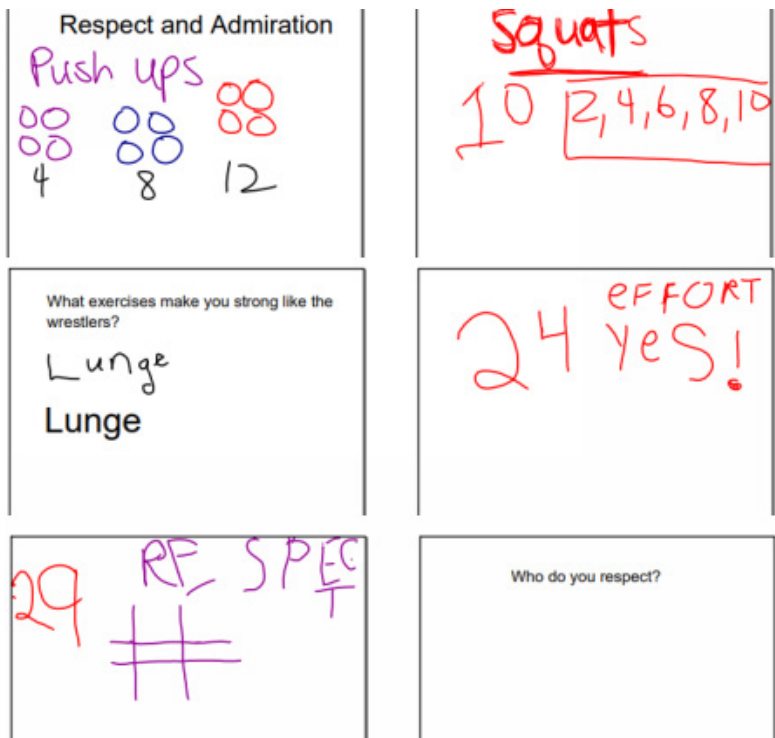 Respect and Admiration
Push ups
4 8 12
Squats
10 2,4,6,8,10
What exercises make you strong like the
wrestlers?
Lunge
Lunge
EFFORT
24 yes!
29 RESPEC
T
Who do you respect?